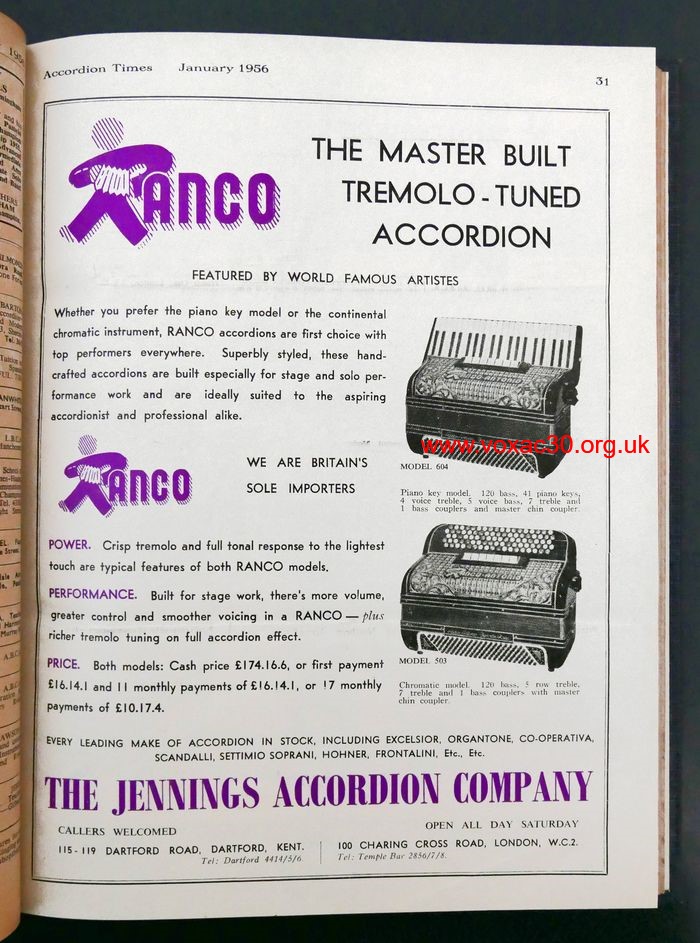 Accordion Times January 1956
31
RANCO
THE MASTER BUILT
TREMOLO - TUNED
ACCORDION
FEATURED BY WORLD FAMOUS ARTISTES
Whether you prefer the piano key model or the continental
chromatic instrument, RANCO accordions are first choice with
top performers everywhere. Superbly styled, these hand-
crafted accordions are built especially for stage and solo per-
formance work and are ideally suited to the aspiring
accordionist and professional alike.
www.voxac30.org.uk
MODEL 604
Piano key model. 120 bass, 41 piano keys,
4 voice treble, 5 voice bass, 7 treble and
1 bass couplers and master chin coupler.
RANCO
WE ARE BRITAIN'S
SOLE IMPORTERS
POWER. Crisp tremolo and full tonal response to the lightest
touch are typical features of both RANCO models.
PERFORMANCE. Built for stage work, there's more volume,
greater control and smoother voicing in a RANCO — plus
richer tremolo tuning on full accordion effect.
PRICE. Both models: Cash price £174.16.6, or first payment
£16.14.1 and 11 monthly payments of £16.14.1, or 17 monthly
payments of £10.17.4.
MODEL 503
Chromatic model. 120 bass, 5 row treble,
7 treble and 1 bass couplers with master
chin coupler.
EVERY LEADING MAKE OF ACCORDION IN STOCK, INCLUDING EXCELSIOR, ORGANTONE, CO-OPERATIVA,
SCANDALLI, SETTIMIO SOPRANI, HOHNER, FRONTALINI, Etc., Etc.
THE JENNINGS ACCORDION COMPANY
CALLERS WELCOMED
OPEN ALL DAY SATURDAY
115 - 119 DARTFORD ROAD, DARTFORD, KENT.
Tel: Dartford 4414/5/6.
100 CHARING CROSS ROAD, LONDON, W.C.2.
Tel: Temple Bar 2856/7/8.